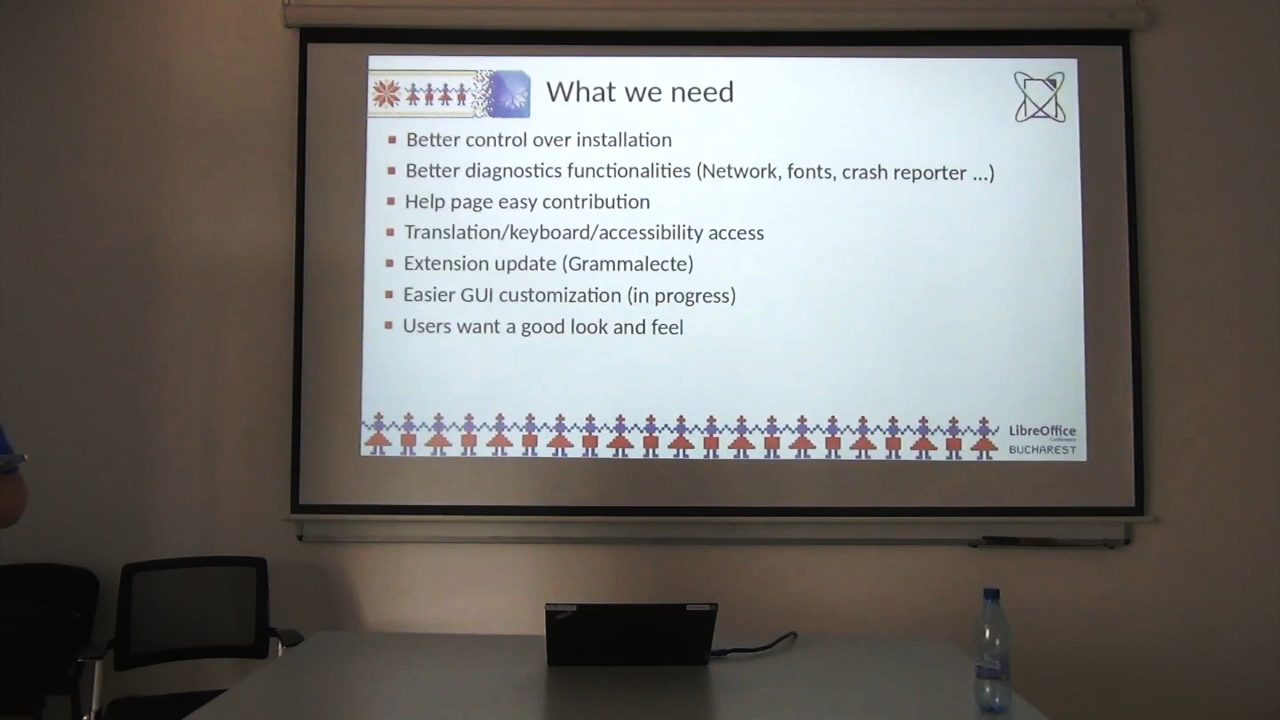 What we need
Better control over installation
Better diagnostics functionalities (Network, fonts, crash reporter ...)
Help page easy contribution
Translation/keyboard/accessibility access
Extension update (Grammalecte)
Easier GUI customization (in progress)
Users want a good look and feel
LibreOffice
Conference
BUCHAREST